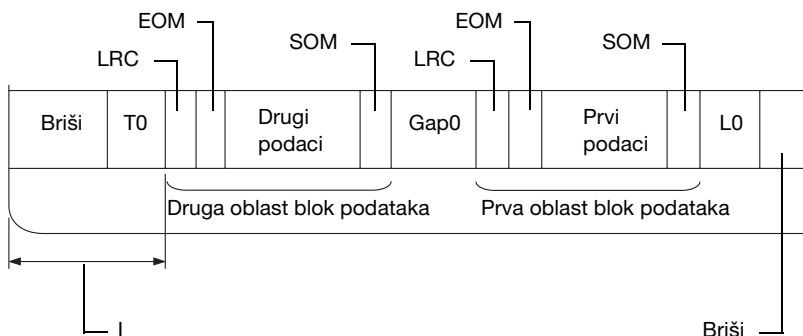 EOM
EOM
SOM
SOM
LRC
LRC
Briši
T0
Drugi
podaci
Gap0
Prvi
podaci
L0
Druga oblast blok podataka
Prva oblast blok podataka
L
Briši